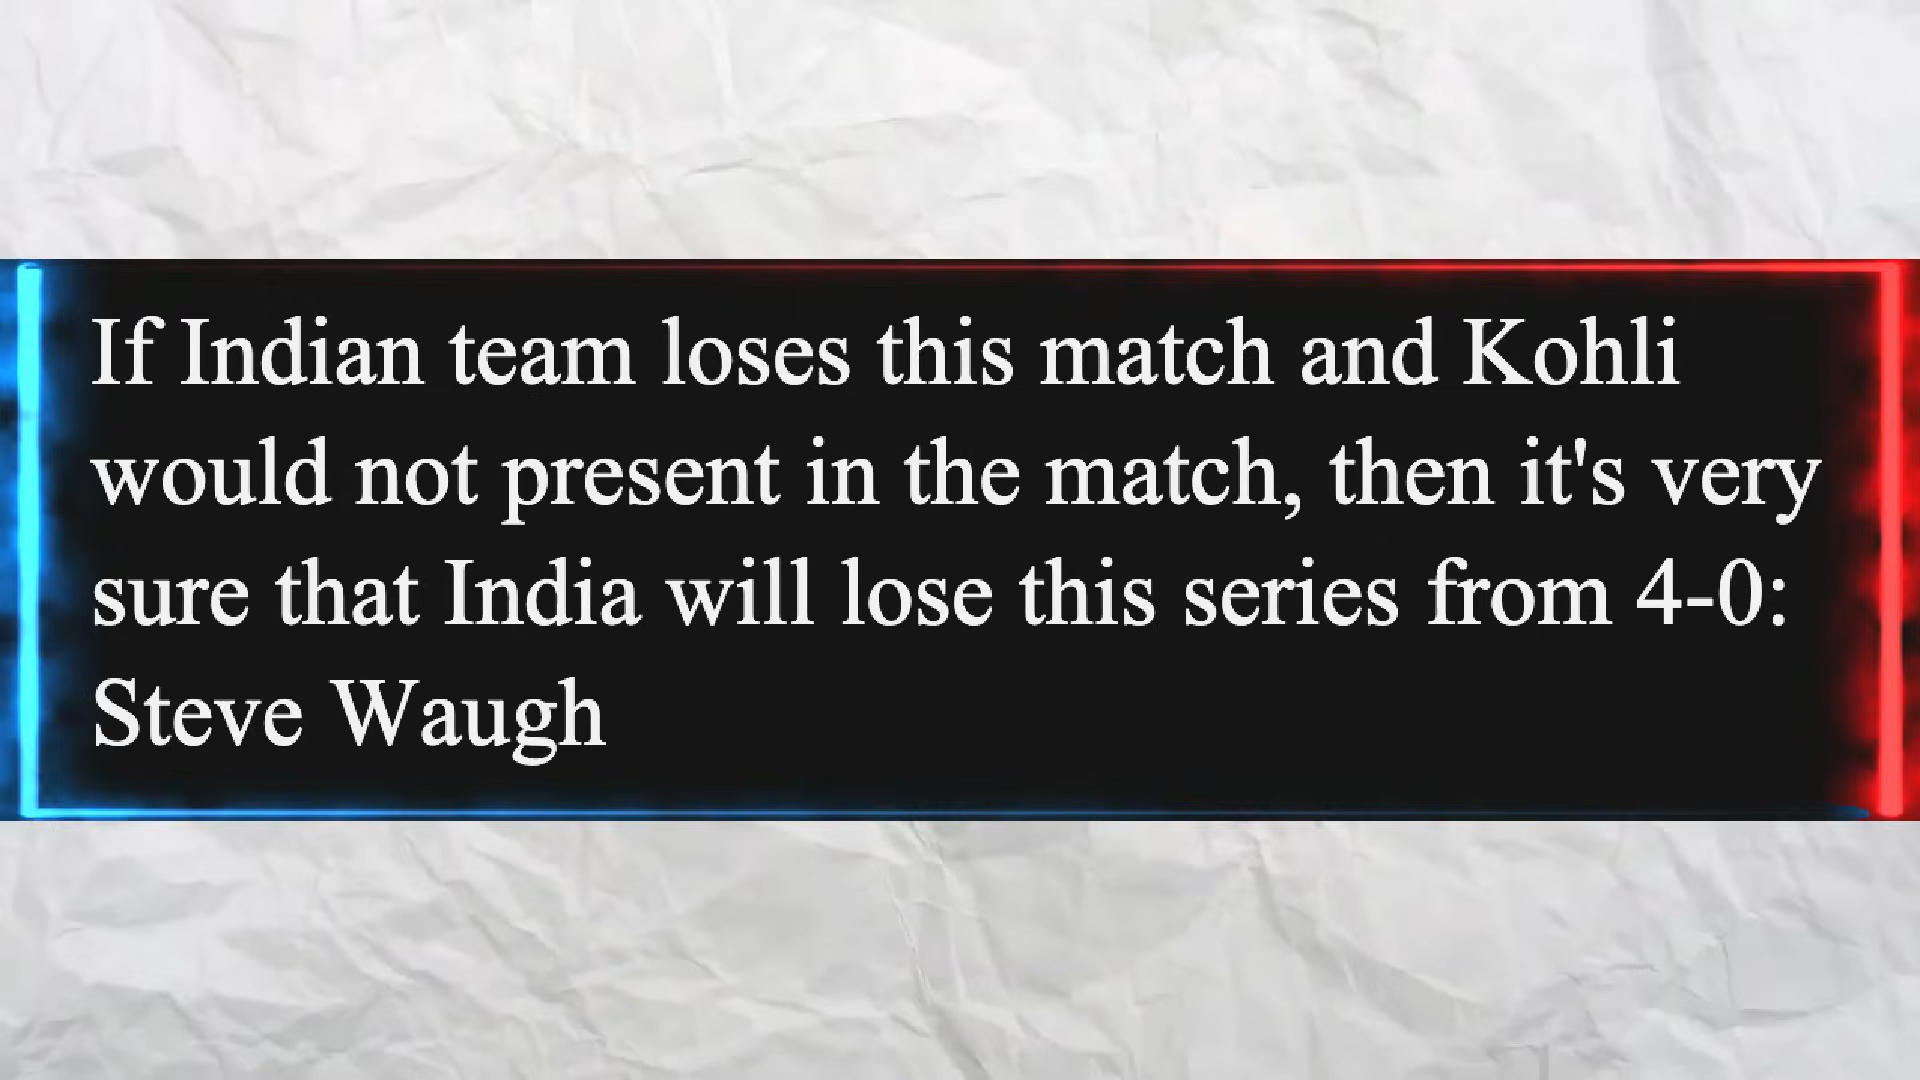 If Indian team loses this match and Kohli
would not present in the match, then it's very
sure that India will lose this series from 4-0:
Steve Waugh